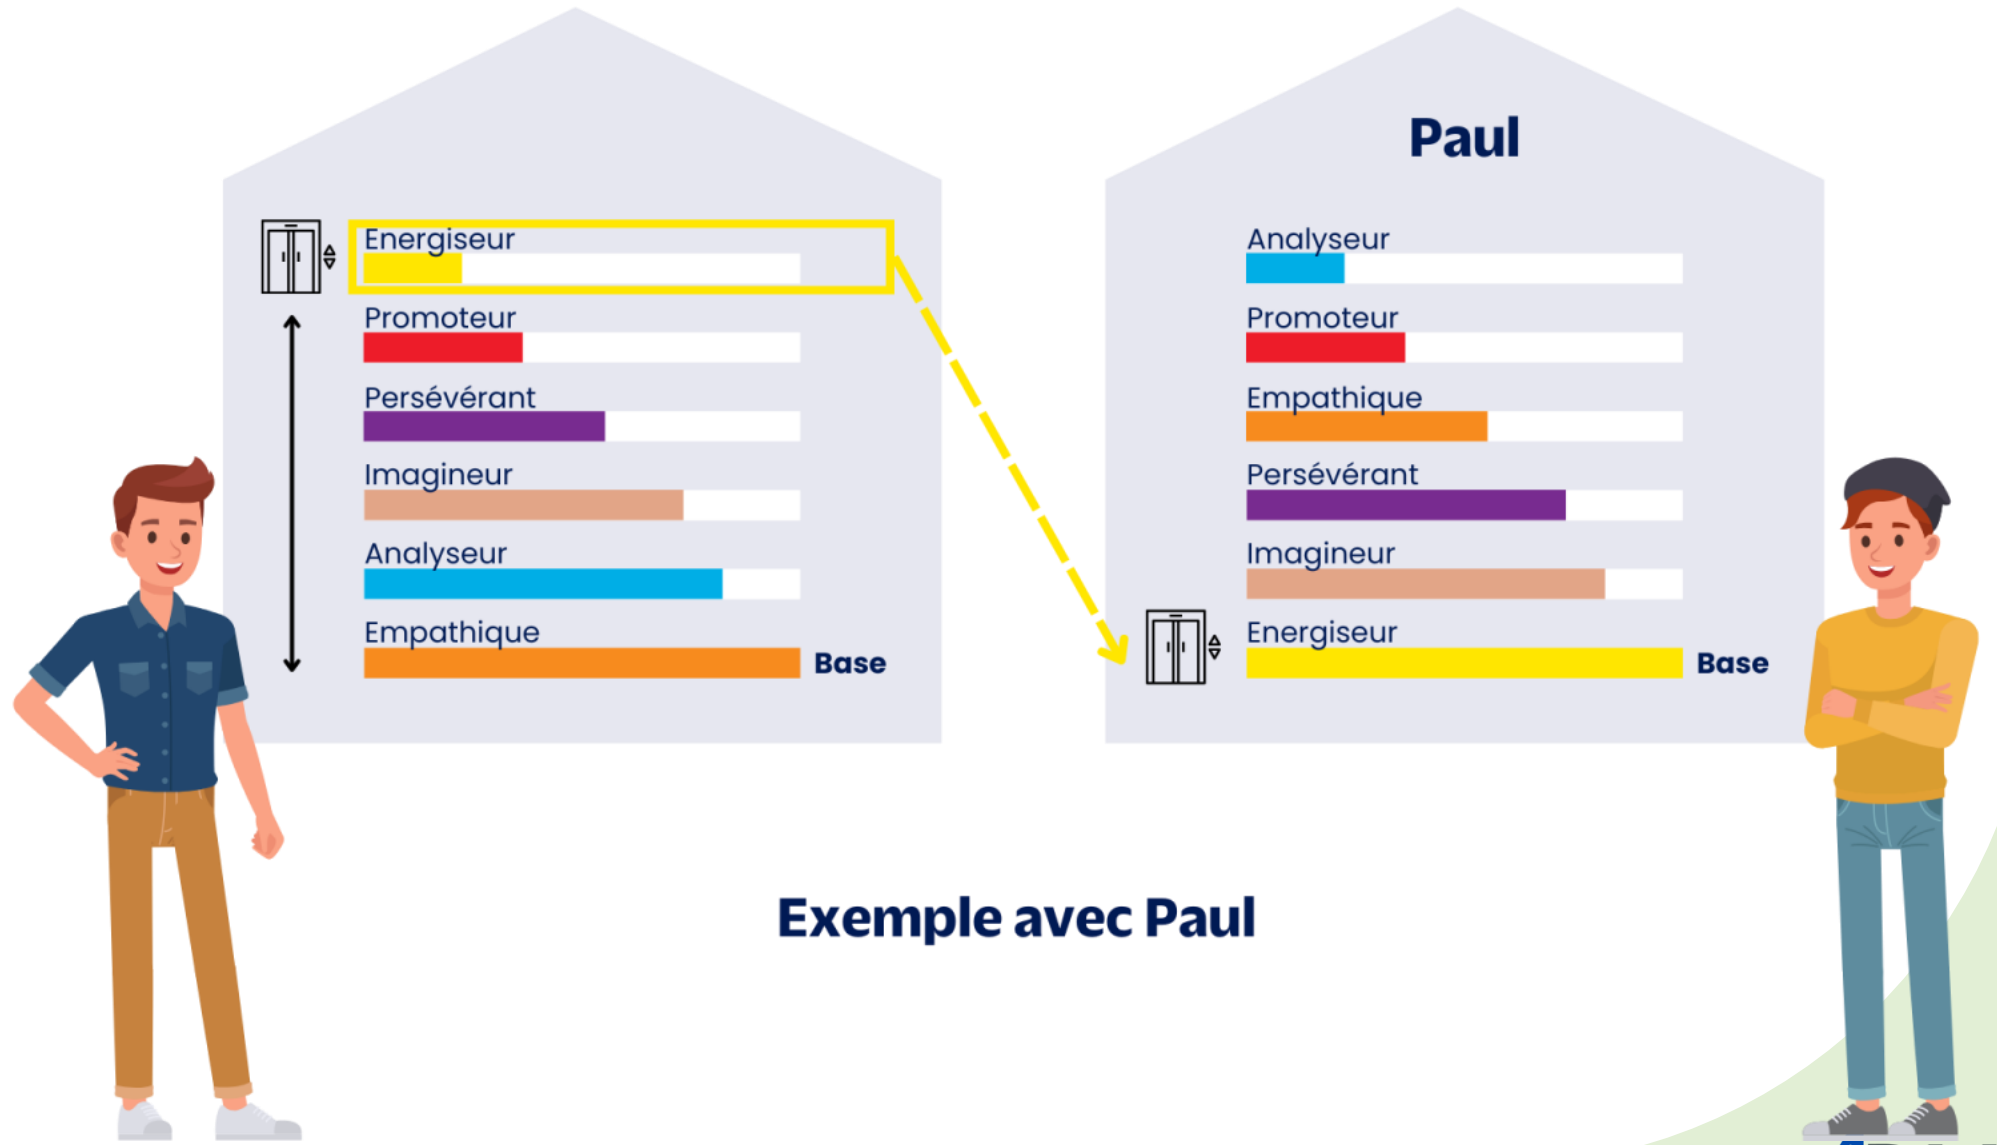 Energiseur
Promoteur
Persévérant
Imagineur
Analyseur
Empathique
Base
Paul
Analyseur
Promoteur
Empathique
Persévérant
Imagineur
Energiseur
Base
Exemple avec Paul